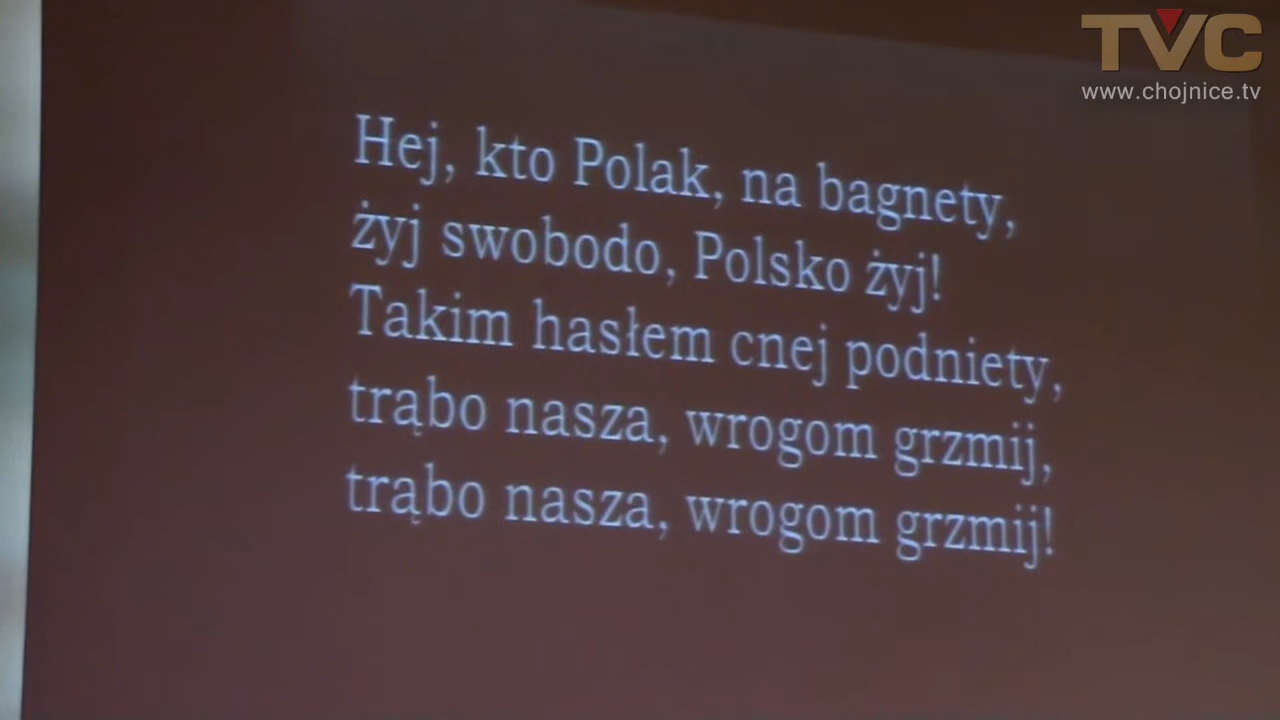 TVC
www.chojnice.tv
Hej, kto Polak, na bagnety,
żyj swobodo, Polsko żyj!
Takim hasłem cnej podniety,
trąbo nasza, wrogom grzmij,
trąbo nasza, wrogom grzmij!